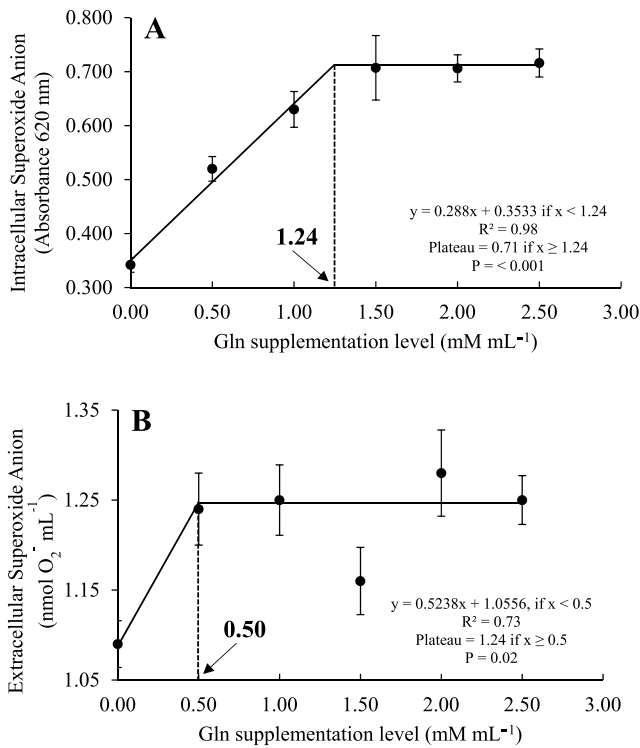 A
Intracellular Superoxide Anion
(Absorbance 620 nm)
0.800
0.700
0.600
0.500
0.400
0.300
1.24
y = 0.288x + 0.3533 if x < 1.24
R² = 0.98
Plateau = 0.71 if x ≥ 1.24
P = < 0.001
0.00 0.50 1.00 1.50 2.00 2.50 3.00
Gln supplementation level (mM mL⁻¹)
B
Extracellular Superoxide Anion
(nmol O₂⁻ mL⁻¹)
1.35
1.25
1.15
1.05
0.50
y = 0.5238x + 1.0556, if x < 0.5
R² = 0.73
Plateau = 1.24 if x ≥ 0.5
P = 0.02
0.00 0.50 1.00 1.50 2.00 2.50 3.00
Gln supplementation level (mM mL⁻¹)